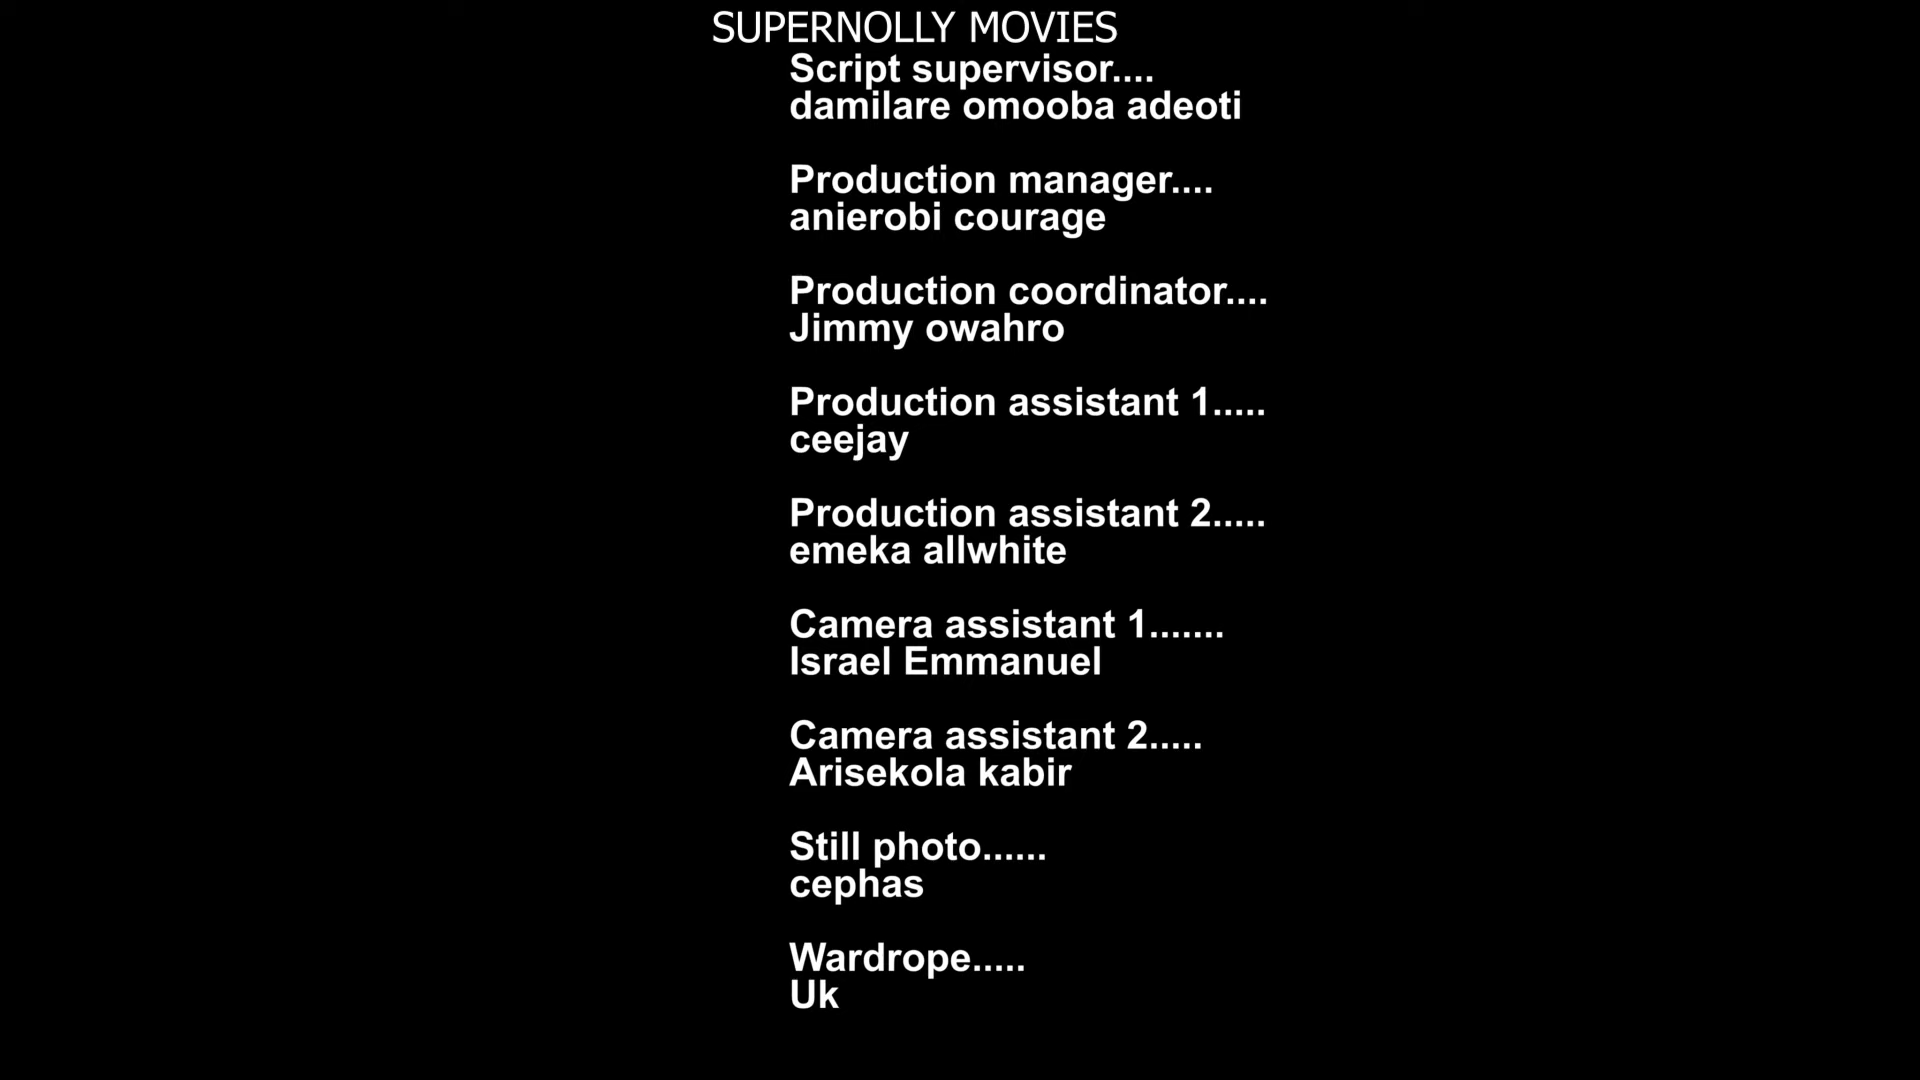 SUPERNOLLY MOVIES
Script supervisor....
damilare omooba adeoti
Production manager....
anierobi courage
Production coordinator....
Jimmy owahro
Production assistant 1.....
ceejay
Production assistant 2.....
emeka allwhite
Camera assistant 1.......
Israel Emmanuel
Camera assistant 2.....
Arisekola kabir
Still photo......
cephas
Wardrope.....
Uk